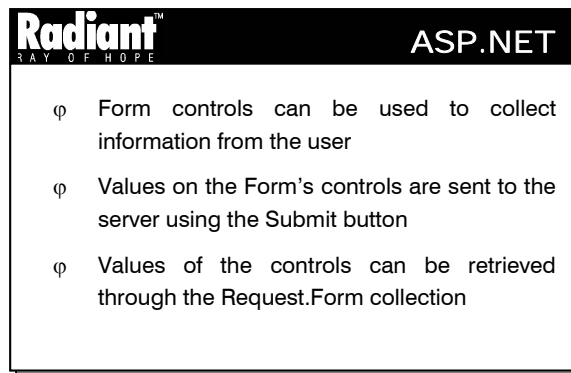 Radiant™ ASP.NET
RAY OF HOPE
φ Form controls can be used to collect
information from the user
φ Values on the Form's controls are sent to the
server using the Submit button
φ Values of the controls can be retrieved
through the Request.Form collection